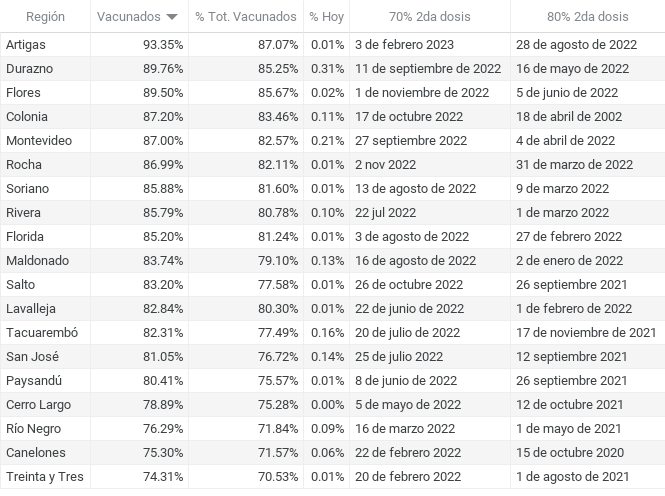 Región Vacunados % Tot. Vacunados % Hoy 70% 2da dosis 80% 2da dosis
Artigas 93.35% 87.07% 0.01% 3 de febrero 2023 28 de agosto de 2022
Durazno 89.76% 85.25% 0.31% 11 de septiembre de 2022 16 de mayo de 2022
Flores 89.50% 85.67% 0.02% 1 de noviembre de 2022 5 de junio de 2022
Colonia 87.20% 83.46% 0.11% 17 de octubre de 2022 18 de abril de 2002
Montevideo 87.00% 82.57% 0.21% 27 septiembre de 2022 4 de abril de 2022
Rocha 86.99% 82.11% 0.01% 2 nov 2022 31 de marzo de 2022
Soriano 85.88% 81.60% 0.01% 13 de agosto de 2022 9 de marzo 2022
Rivera 85.79% 80.78% 0.10% 22 jul 2022 1 de marzo 2022
Florida 85.20% 81.24% 0.01% 3 de agosto de 2022 27 de febrero 2022
Maldonado 83.74% 79.10% 0.13% 16 de agosto de 2022 2 de enero de 2022
Salto 83.20% 77.58% 0.01% 26 de octubre de 2022 26 septiembre 2021
Lavalleja 82.84% 80.30% 0.01% 22 de junio de 2022 1 de febrero de 2022
Tacuarembó 82.31% 77.49% 0.16% 20 de julio de 2022 17 de noviembre de 2021
San José 81.05% 76.72% 0.14% 25 de julio 2022 12 septiembre 2021
Paysandú 80.41% 75.57% 0.01% 8 de junio de 2022 26 septiembre 2021
Cerro Largo 78.89% 75.28% 0.00% 5 de mayo de 2022 12 de octubre 2021
Río Negro 76.29% 71.84% 0.09% 16 de marzo de 2022 1 de mayo de 2021
Canelones 75.30% 71.57% 0.06% 22 de febrero 2022 15 de octubre 2020
Treinta y Tres 74.31% 70.53% 0.01% 20 de febrero 2022 1 de agosto de 2021